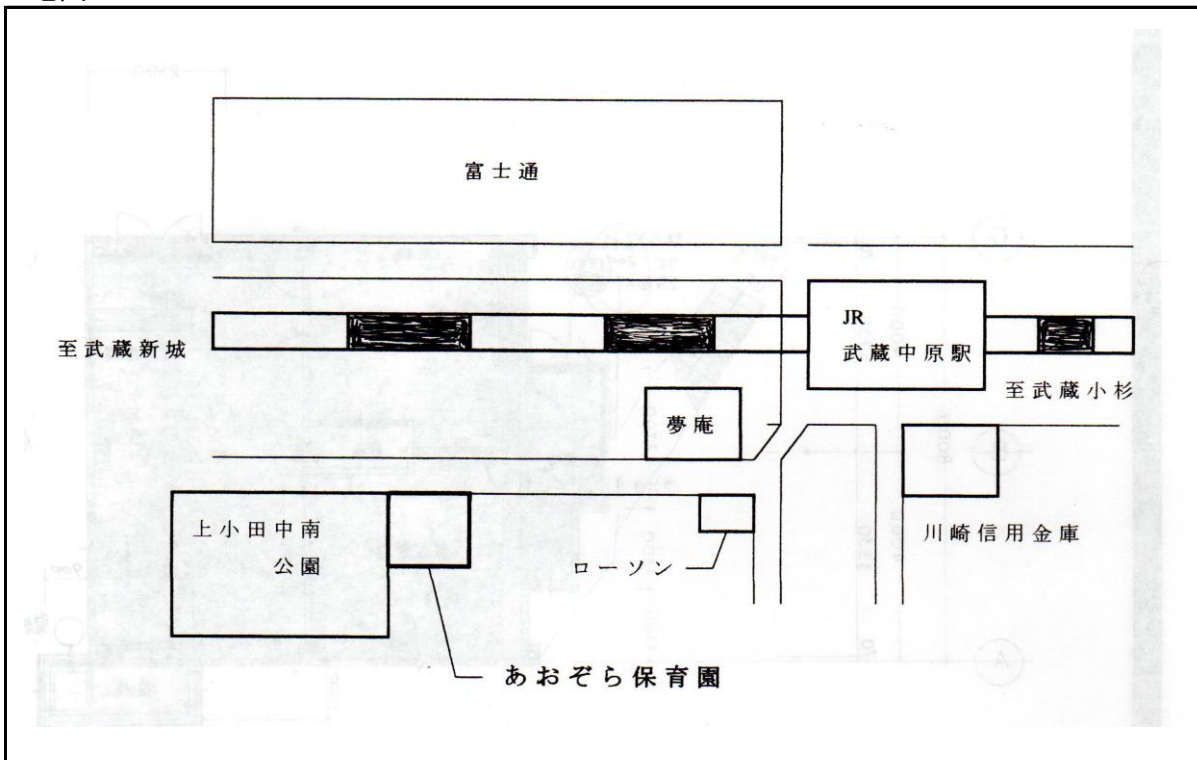 富士通
至武蔵新城
JR
武蔵中原駅
至武蔵小杉
夢庵
上小田中南
公園
ローソン
川崎信用金庫
あおぞら保育園